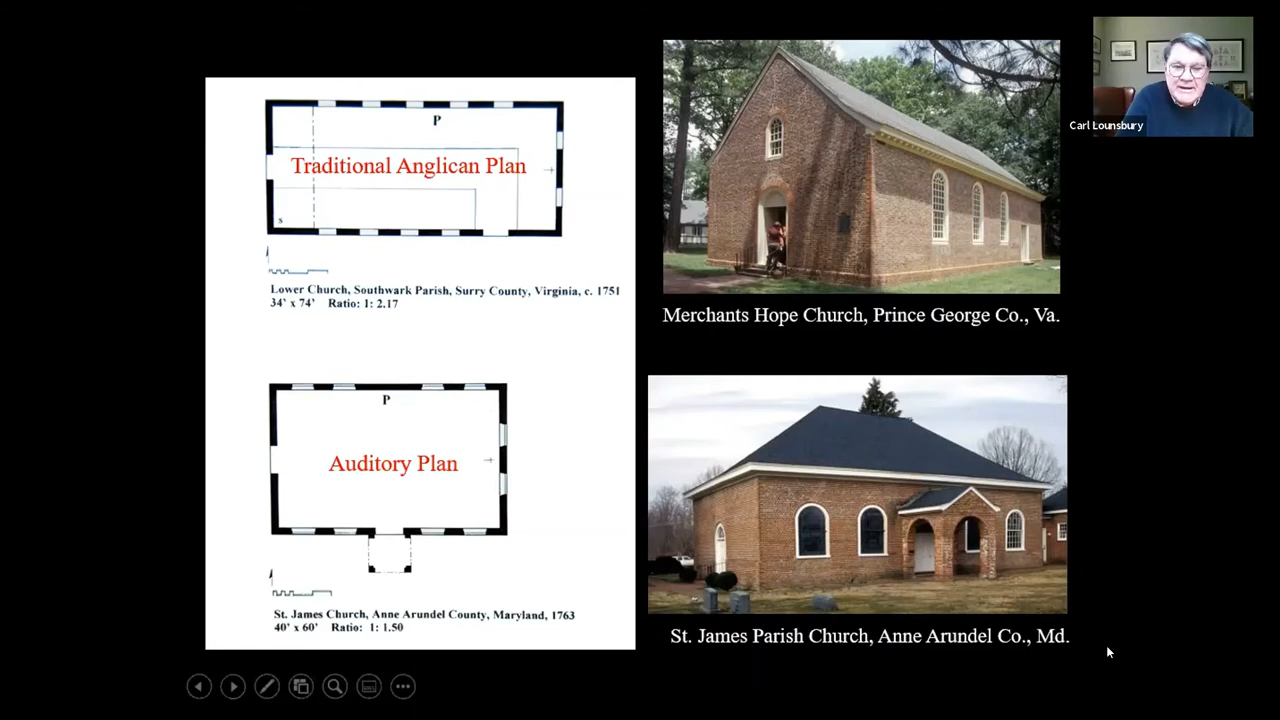 P
Traditional Anglican Plan
s
Lower Church, Southwark Parish, Surry County, Virginia, c. 1751
34' x 74' Ratio: 1: 2.17
P
Auditory Plan
St. James Church, Anne Arundel County, Maryland, 1763
40' x 60' Ratio: 1: 1.50
Merchants Hope Church, Prince George Co., Va.
St. James Parish Church, Anne Arundel Co., Md.
Carl Lounsbury